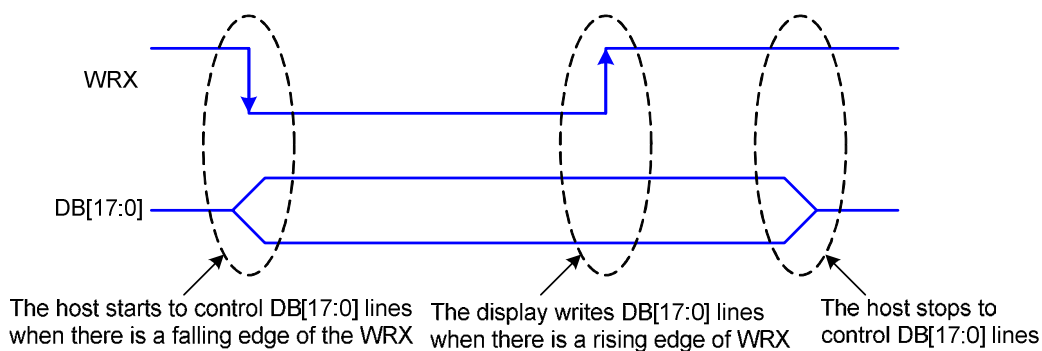 WRX
DB[17:0]
The host starts to control DB[17:0] lines
when there is a falling edge of the WRX
The display writes DB[17:0] lines
when there is a rising edge of WRX
The host stops to
control DB[17:0] lines